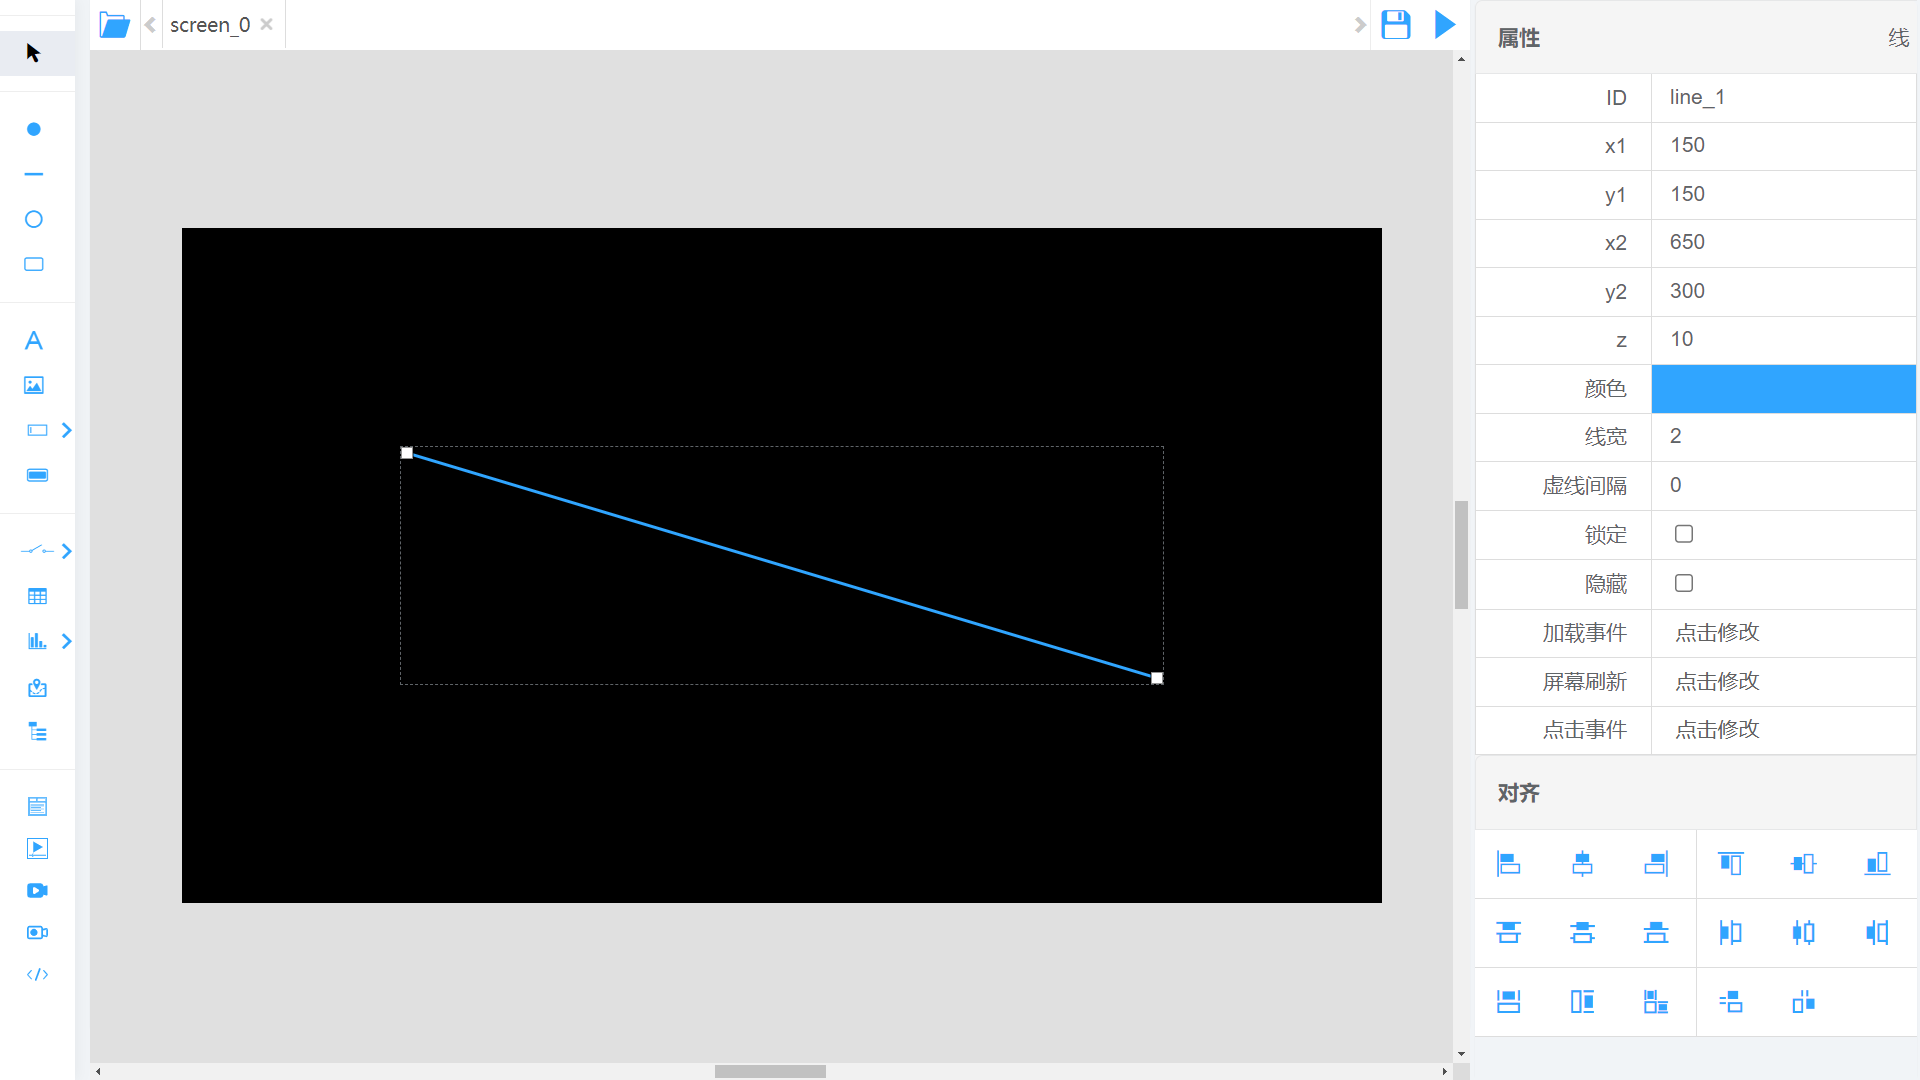 screen_0
属性 线
ID line_1
x1 150
y1 150
x2 650
y2 300
z 10
颜色
线宽 2
虚线间隔 0
锁定
隐藏
加载事件 点击修改
屏幕刷新 点击修改
点击事件 点击修改
对齐